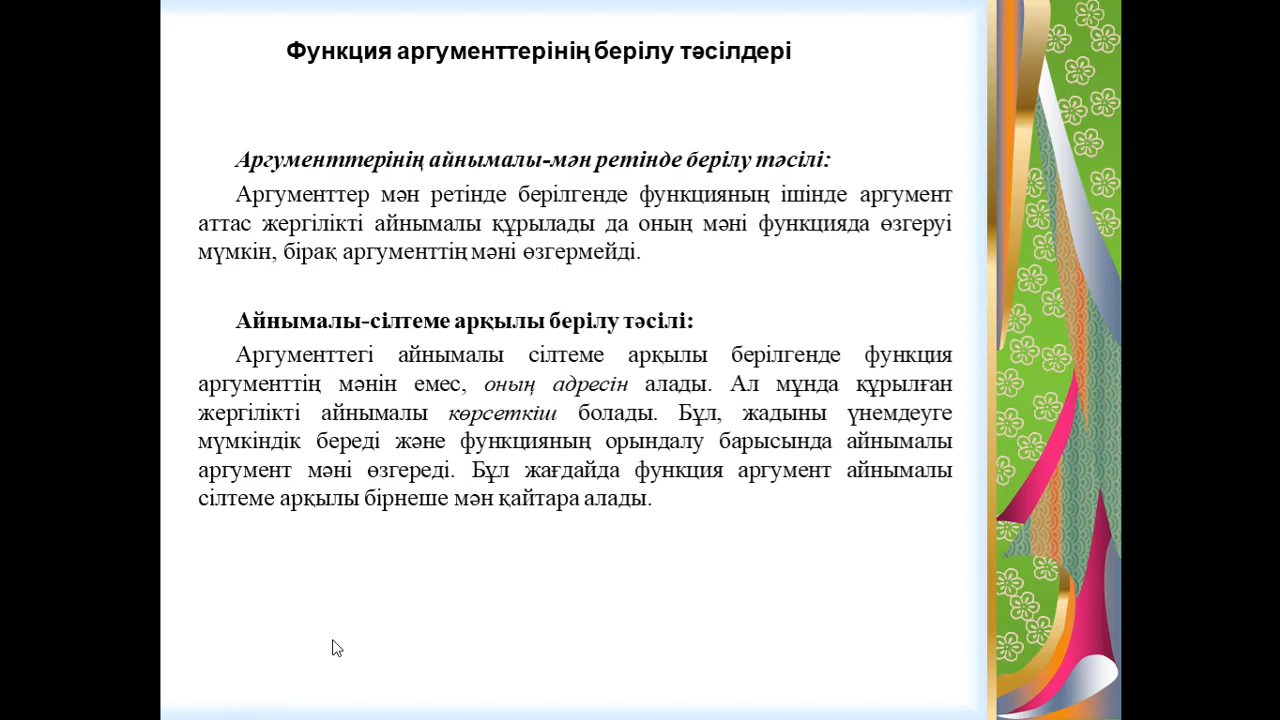 Функция аргументтерінің берілу тәсілдері
Аргументтерінің айнымалы-мән ретінде берілу тәсілі:
Аргументтер мән ретінде берілгенде функцияның ішінде аргумент
аттас жергілікті айнымалы құрылады да оның мәні функцияда өзгеруі
мүмкін, бірақ аргументтің мәні өзгермейді.
Айнымалы-сілтеме арқылы берілу тәсілі:
Аргументтегі айнымалы сілтеме арқылы берілгенде функция
аргументтің мәнін емес, оның адресін алады. Ал мұнда құрылған
жергілікті айнымалы көрсеткіш болады. Бұл, жадыны үнемдеуге
мүмкіндік береді және функцияның орындалу барысында айнымалы
аргумент мәні өзгереді. Бұл жағдайда функция аргумент айнымалы
сілтеме арқылы бірнеше мән қайтара алады.